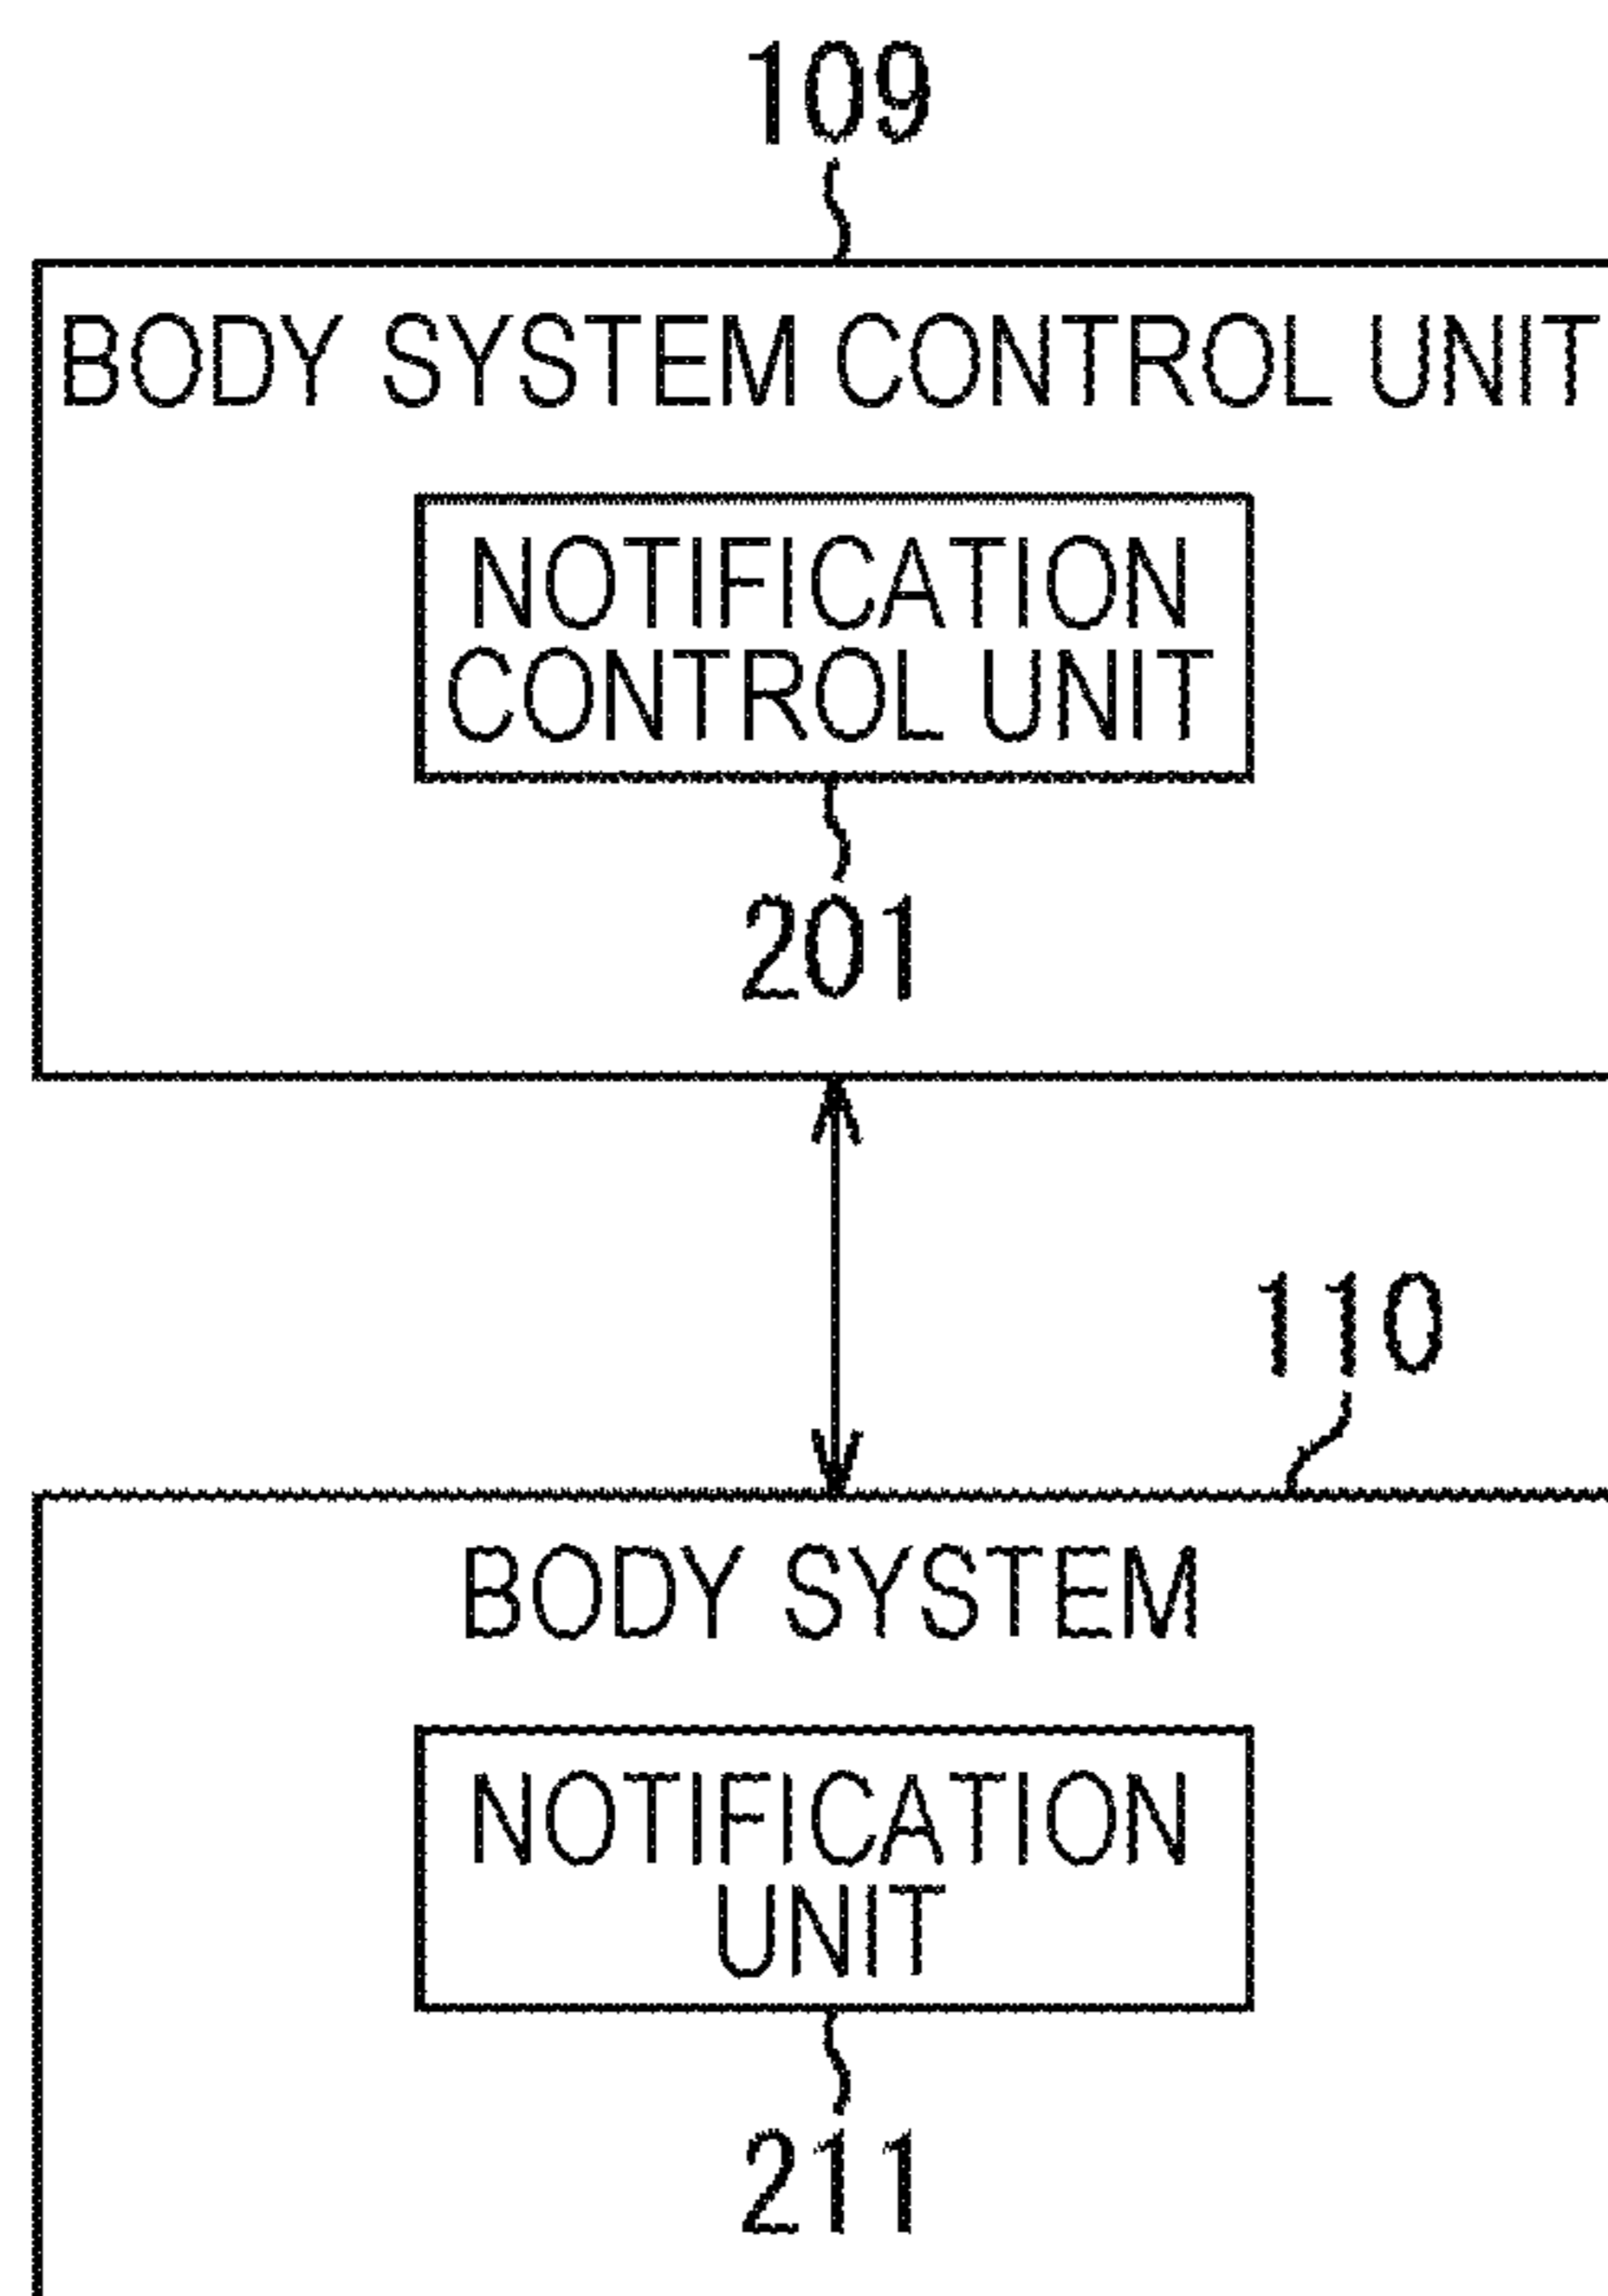 109
BODY SYSTEM CONTROL UNIT
NOTIFICATION
CONTROL UNIT
201
110
BODY SYSTEM
NOTIFICATION
UNIT
211